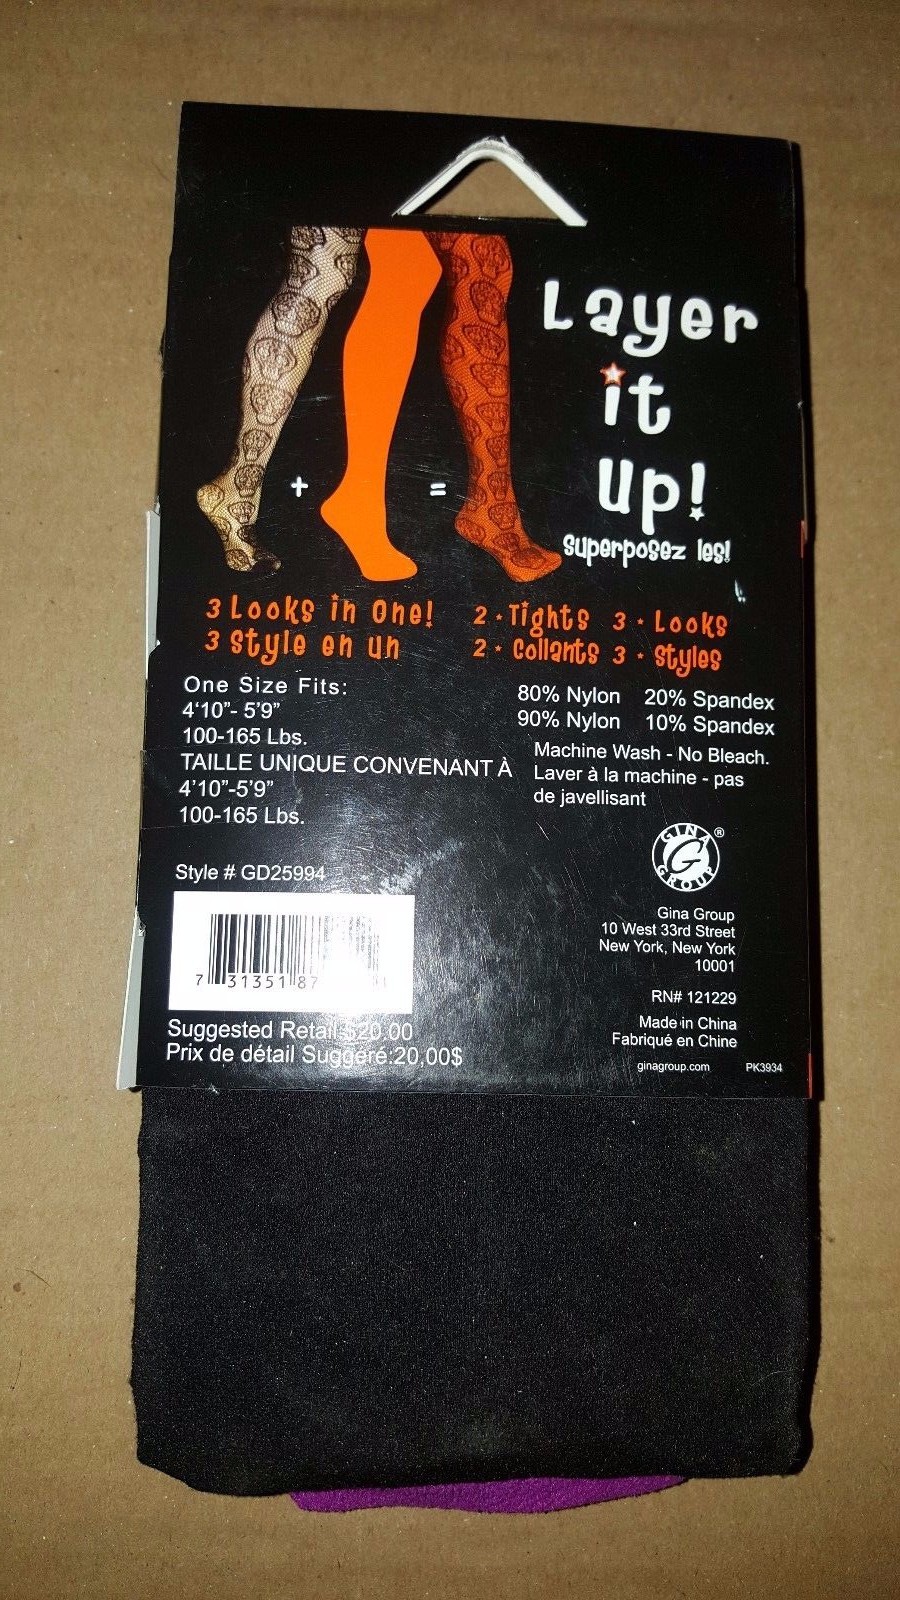 Layer
it
up!
superposez les!
+ =
3 Looks in One!
3 Style en un
2 · Tights 3 · Looks
2 · Collants 3 · Styles
One Size Fits:
4'10"- 5'9"
100-165 Lbs.
TAILLE UNIQUE CONVENANT À
4'10"-5'9"
100-165 Lbs.
80% Nylon 20% Spandex
90% Nylon 10% Spandex
Machine Wash - No Bleach.
Laver à la machine - pas
de javellisant
Style # GD25994
7 31351 87
Suggested Retail $20.00
Prix de détail Suggéré:20,00$
GINA GROUP ®
G
Gina Group
10 West 33rd Street
New York, New York
10001
RN# 121229
Made in China
Fabriqué en Chine
ginagroup.com PK3934